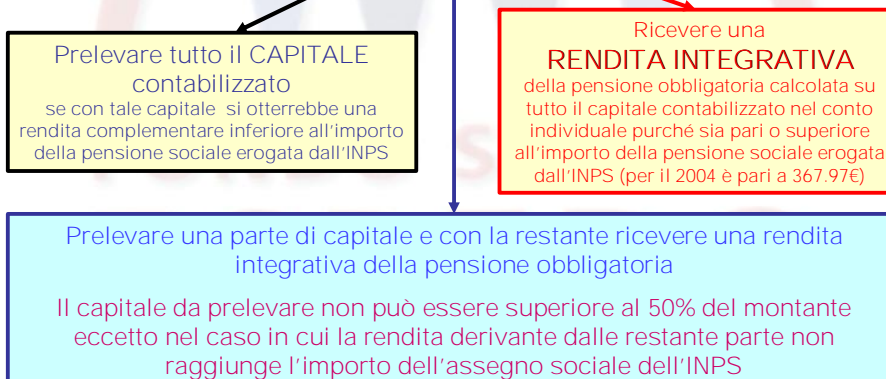 Prelevare tutto il CAPITALE
contabilizzato
se con tale capitale si otterrebbe una
rendita complementare inferiore all'importo
della pensione sociale erogata dall'INPS
Ricevere una
RENDITA INTEGRATIVA
della pensione obbligatoria calcolata su
tutto il capitale contabilizzato nel conto
individuale purché sia pari o superiore
all'importo della pensione sociale erogata
dall'INPS (per il 2004 è pari a 367.97€)
Prelevare una parte di capitale e con la restante ricevere una rendita
integrativa della pensione obbligatoria
Il capitale da prelevare non può essere superiore al 50% del montante
eccetto nel caso in cui la rendita derivante dalle restante parte non
raggiunge l'importo dell'assegno sociale dell'INPS